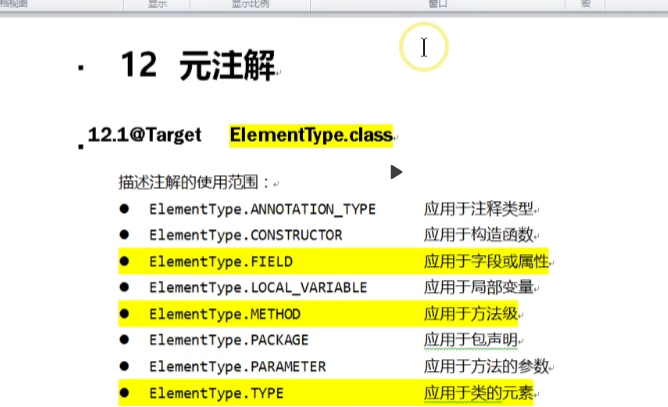 档视图 显示 显示比例 窗口 宏
12 元注解
12.1@Target ElementType.class
描述注解的使用范围：
ElementType.ANNOTATION_TYPE 应用于注释类型
ElementType.CONSTRUCTOR 应用于构造函数
ElementType.FIELD 应用于字段或属性
ElementType.LOCAL_VARIABLE 应用于局部变量
ElementType.METHOD 应用于方法级
ElementType.PACKAGE 应用于包声明
ElementType.PARAMETER 应用于方法的参数
ElementType.TYPE 应用于类的元素